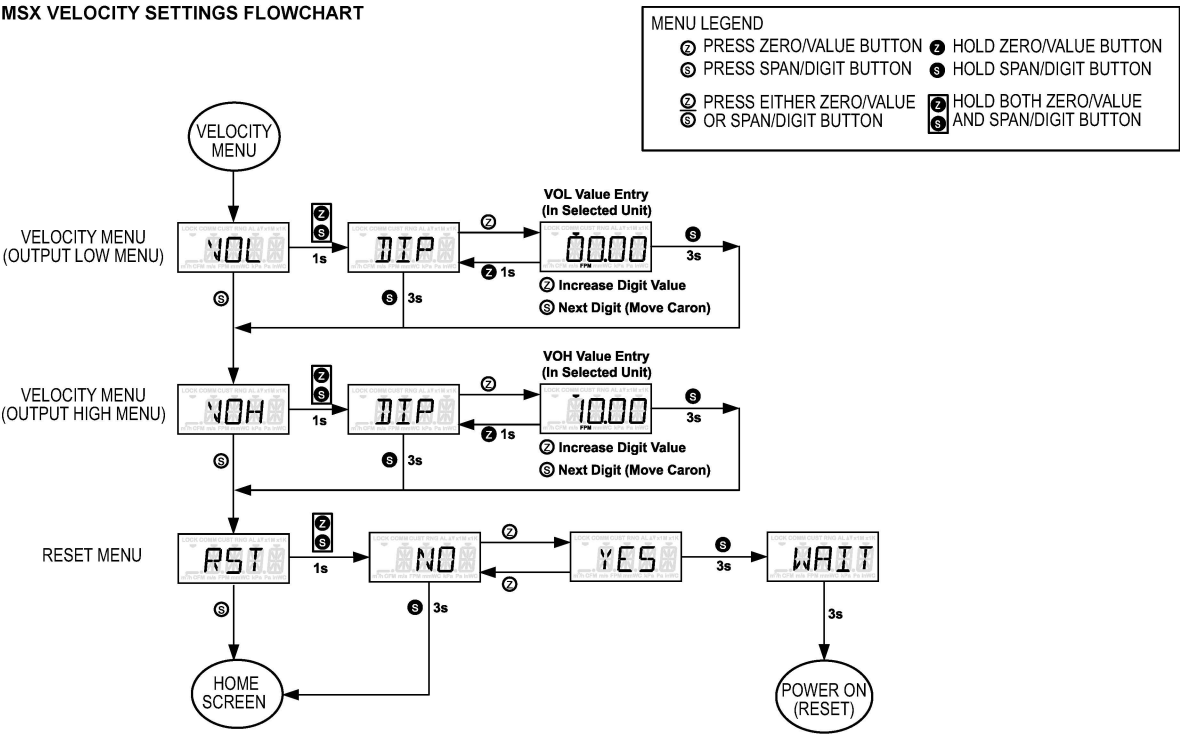 MSX VELOCITY SETTINGS FLOWCHART
MENU LEGEND
Z PRESS ZERO/VALUE BUTTON
Z HOLD ZERO/VALUE BUTTON
S PRESS SPAN/DIGIT BUTTON
S HOLD SPAN/DIGIT BUTTON
Z PRESS EITHER ZERO/VALUE
S OR SPAN/DIGIT BUTTON
Z HOLD BOTH ZERO/VALUE
S AND SPAN/DIGIT BUTTON
VELOCITY
MENU
VELOCITY MENU
(OUTPUT LOW MENU)
VOL
Z
S
1s
DIP
Z
Z 1s
VOL Value Entry
(In Selected Unit)
00.00
FPM
S
3s
Z Increase Digit Value
S Next Digit (Move Caron)
S
S 3s
VELOCITY MENU
(OUTPUT HIGH MENU)
VOH
Z
S
1s
DIP
Z
Z 1s
VOH Value Entry
(In Selected Unit)
10.00
FPM
S
3s
Z Increase Digit Value
S Next Digit (Move Caron)
S
S 3s
RESET MENU
RST
Z
S
1s
NO
Z
Z
YES
S
3s
WAIT
S
S 3s
3s
HOME
SCREEN
POWER ON
(RESET)